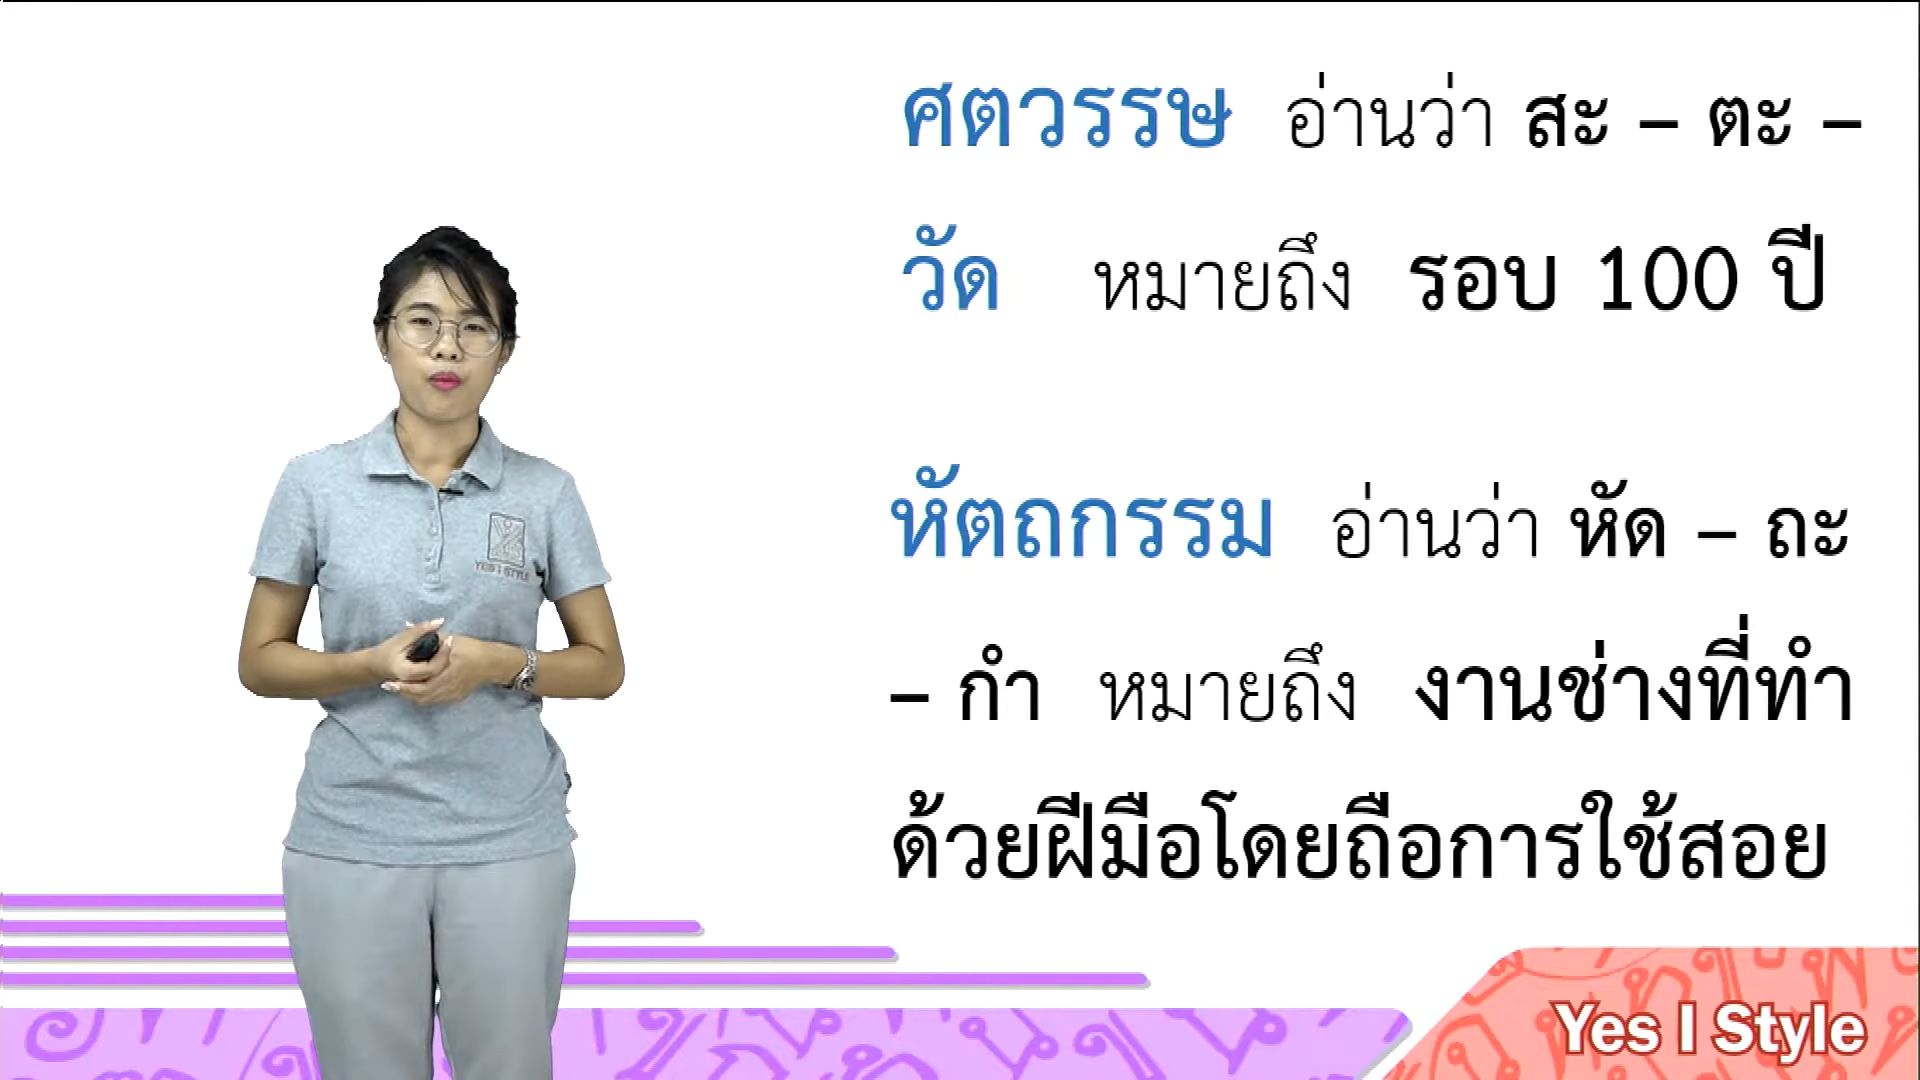 ศตวรรษ อ่านว่า สะ – ตะ –
วัด หมายถึง รอบ 100 ปี
หัตถกรรม อ่านว่า หัด – ถะ
– กำ หมายถึง งานช่างที่ทำ
ด้วยฝีมือโดยถือการใช้สอย
YES I STYLE
Yes I Style